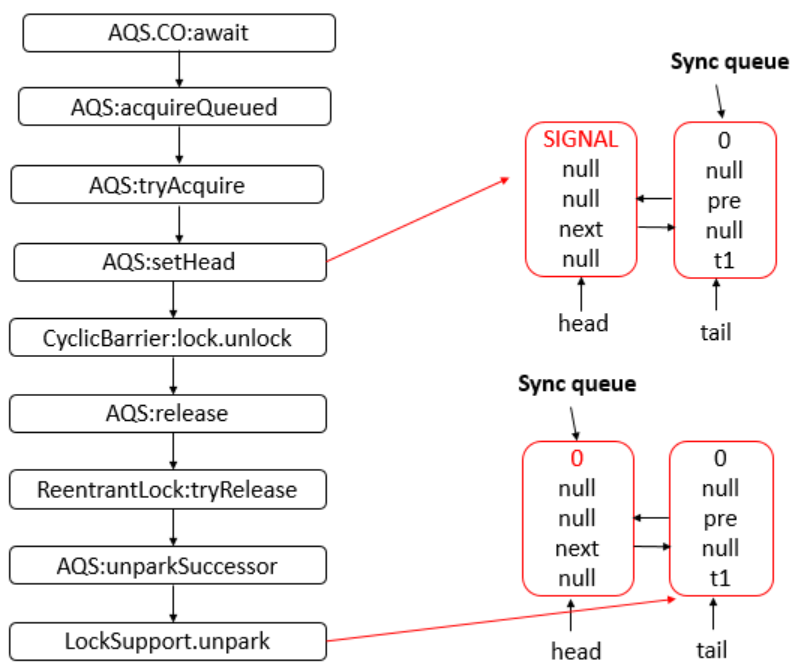 AQS.CO:await
AQS:acquireQueued
AQS:tryAcquire
AQS:setHead
CyclicBarrier:lock.unlock
AQS:release
ReentrantLock:tryRelease
AQS:unparkSuccessor
LockSupport.unpark
Sync queue
SIGNAL
null
null
next
null
0
null
pre
null
t1
head
tail
Sync queue
0
null
null
next
null
0
null
pre
null
t1
head
tail